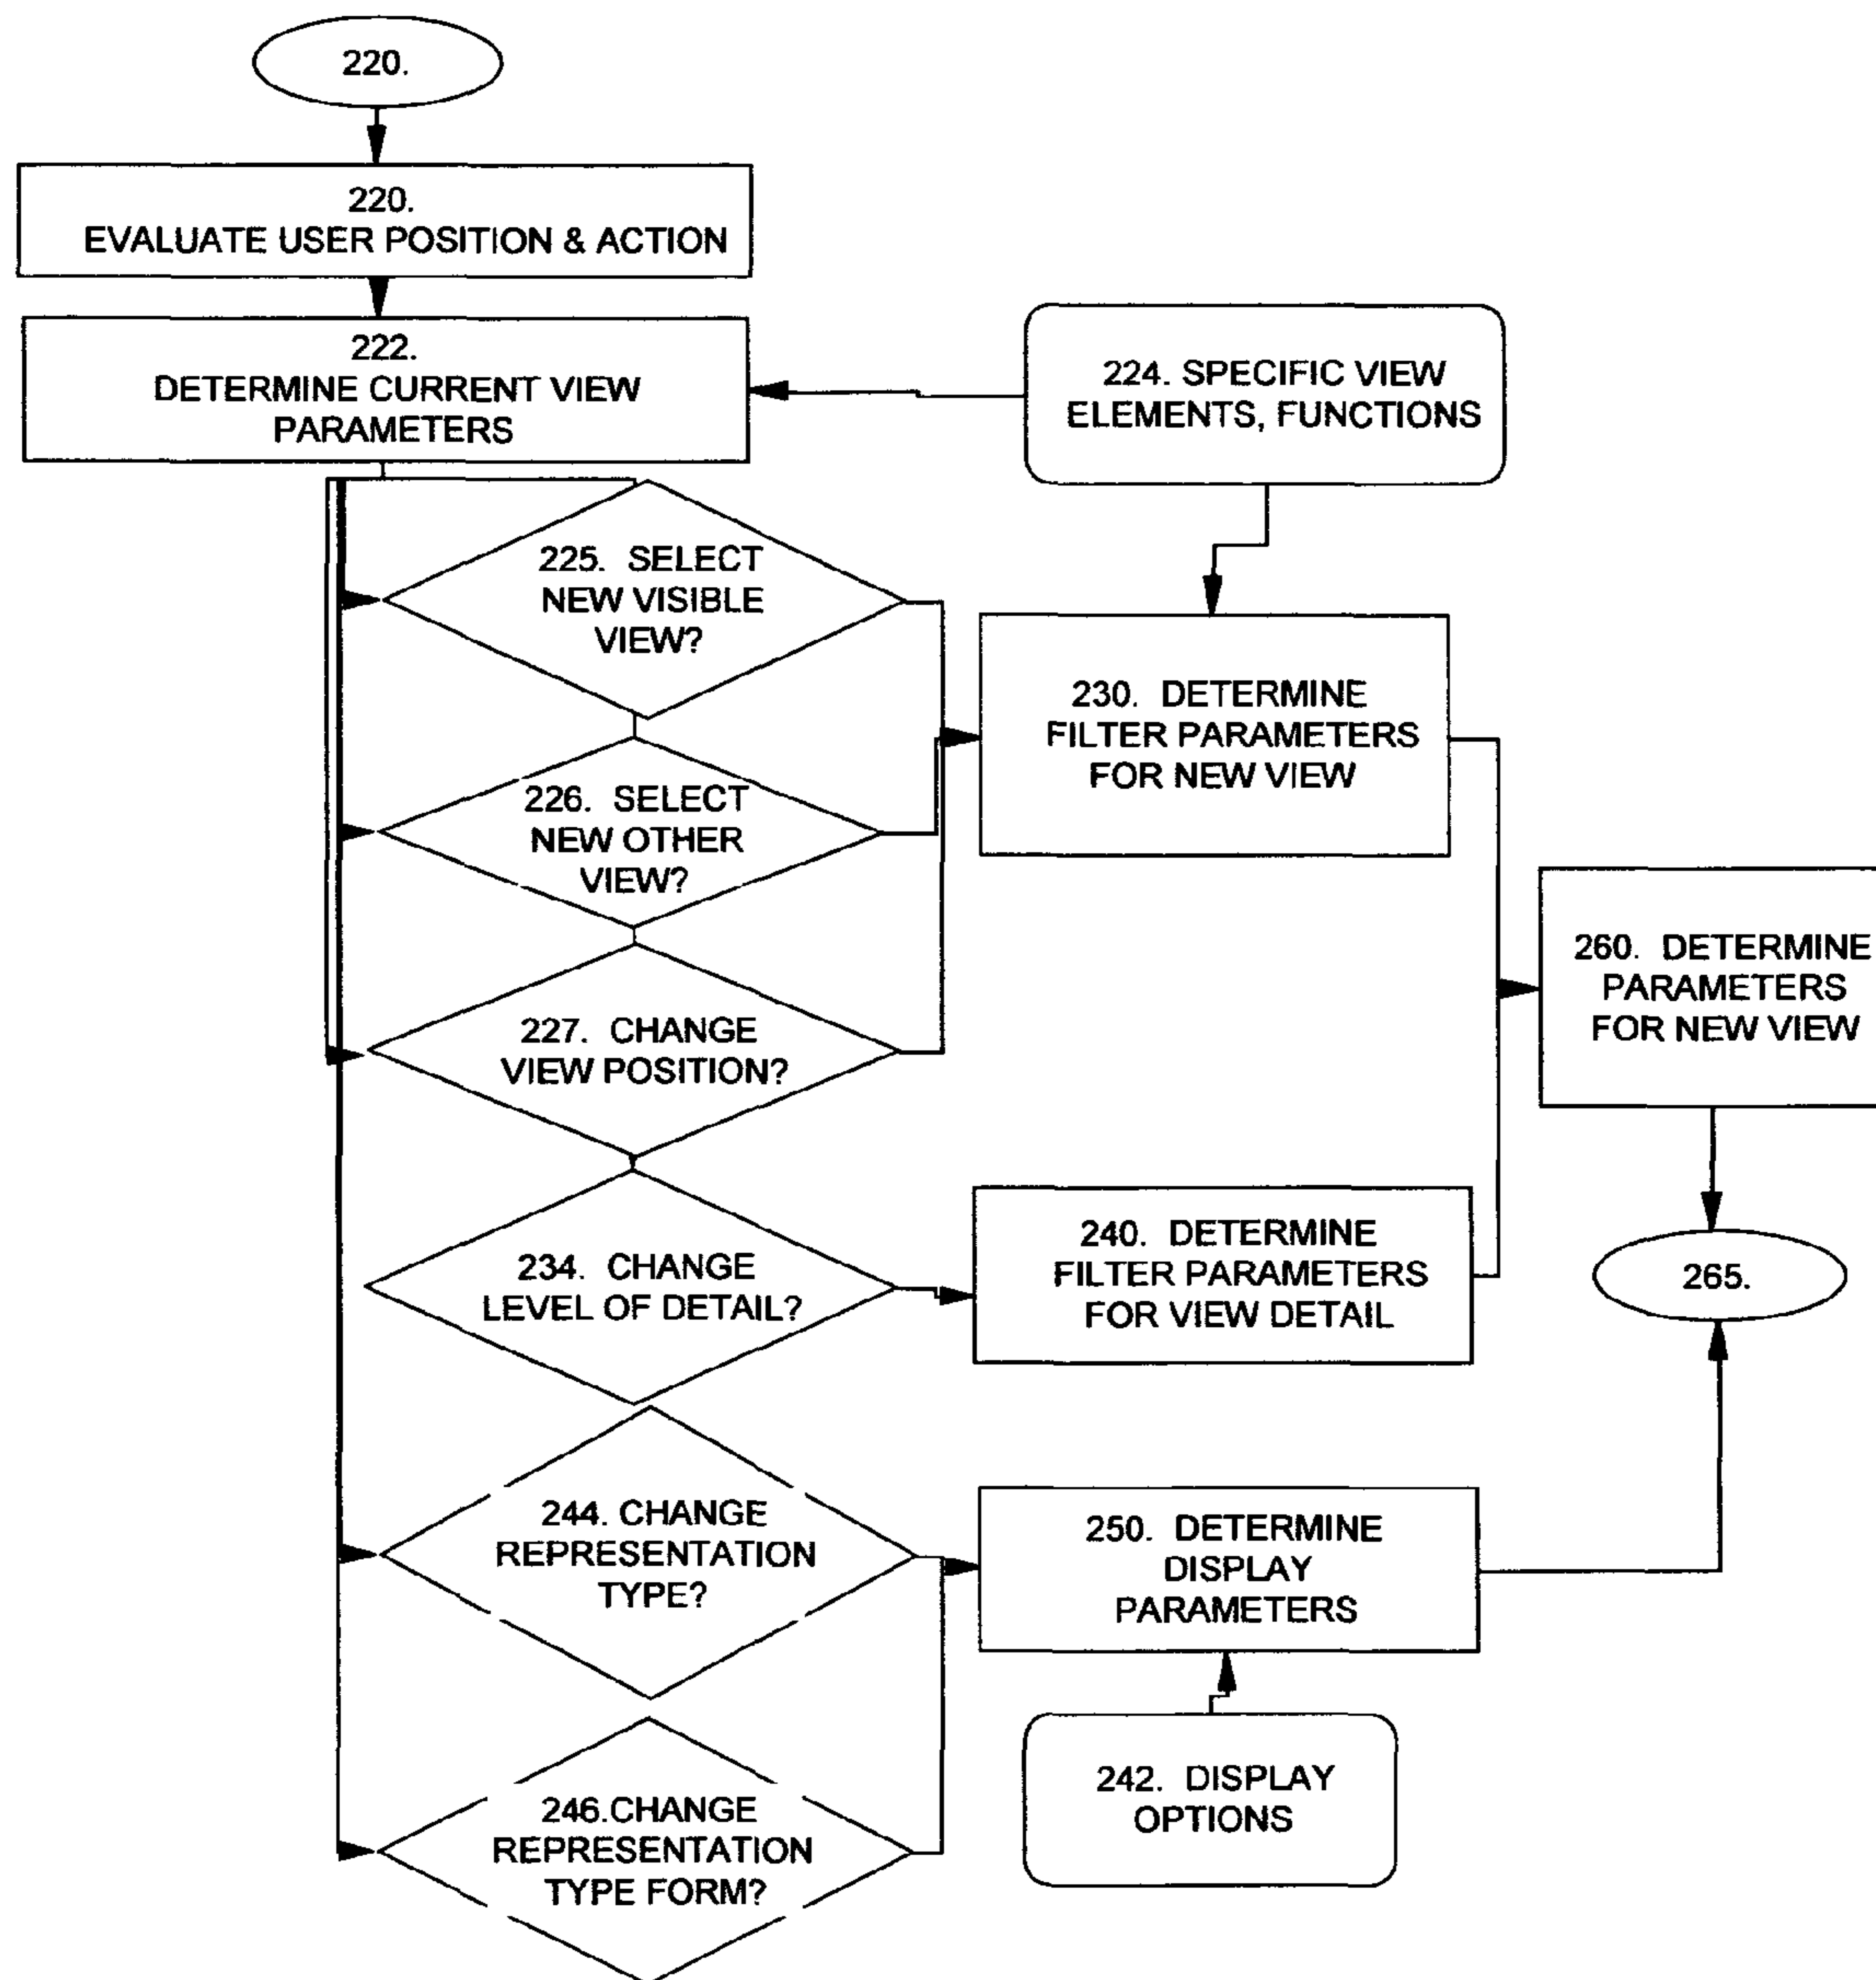 220.
220.
EVALUATE USER POSITION & ACTION
222.
DETERMINE CURRENT VIEW
PARAMETERS
224. SPECIFIC VIEW
ELEMENTS, FUNCTIONS
225. SELECT
NEW VISIBLE
VIEW?
226. SELECT
NEW OTHER
VIEW?
227. CHANGE
VIEW POSITION?
230. DETERMINE
FILTER PARAMETERS
FOR NEW VIEW
260. DETERMINE
PARAMETERS
FOR NEW VIEW
234. CHANGE
LEVEL OF DETAIL?
240. DETERMINE
FILTER PARAMETERS
FOR VIEW DETAIL
265.
244. CHANGE
REPRESENTATION
TYPE?
250. DETERMINE
DISPLAY
PARAMETERS
246.CHANGE
REPRESENTATION
TYPE FORM?
242. DISPLAY
OPTIONS